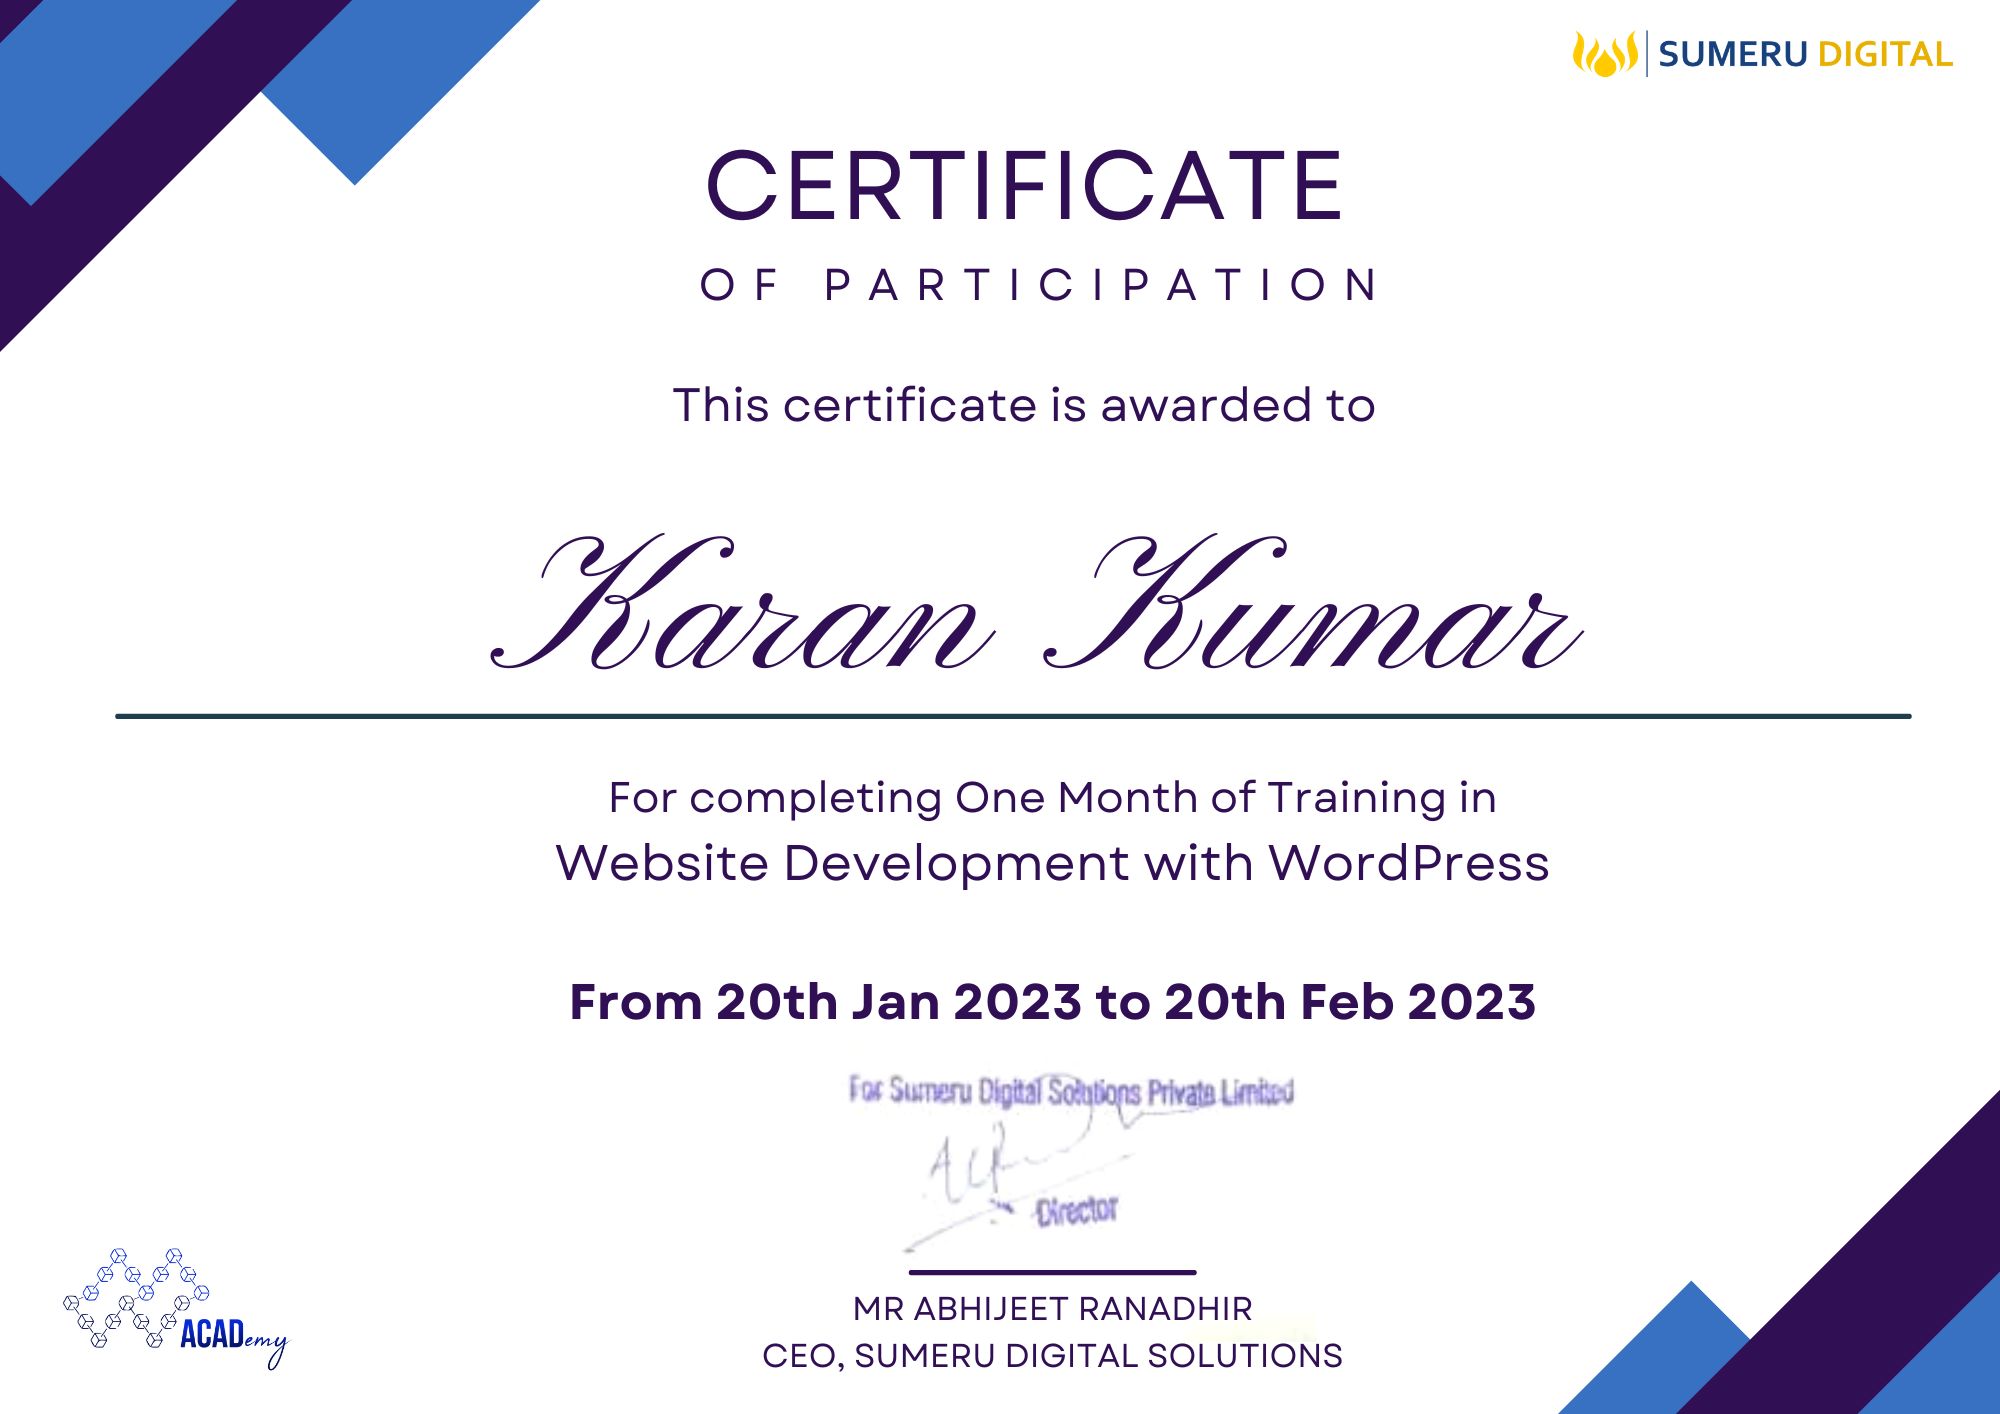 SUMERU DIGITAL
CERTIFICATE
OF PARTICIPATION
This certificate is awarded to
Karan Kumar
For completing One Month of Training in
Website Development with WordPress
From 20th Jan 2023 to 20th Feb 2023
For Sumeru Digital Solutions Private Limited
Director
MR ABHIJEET RANADHIR
CEO, SUMERU DIGITAL SOLUTIONS
ACADemy